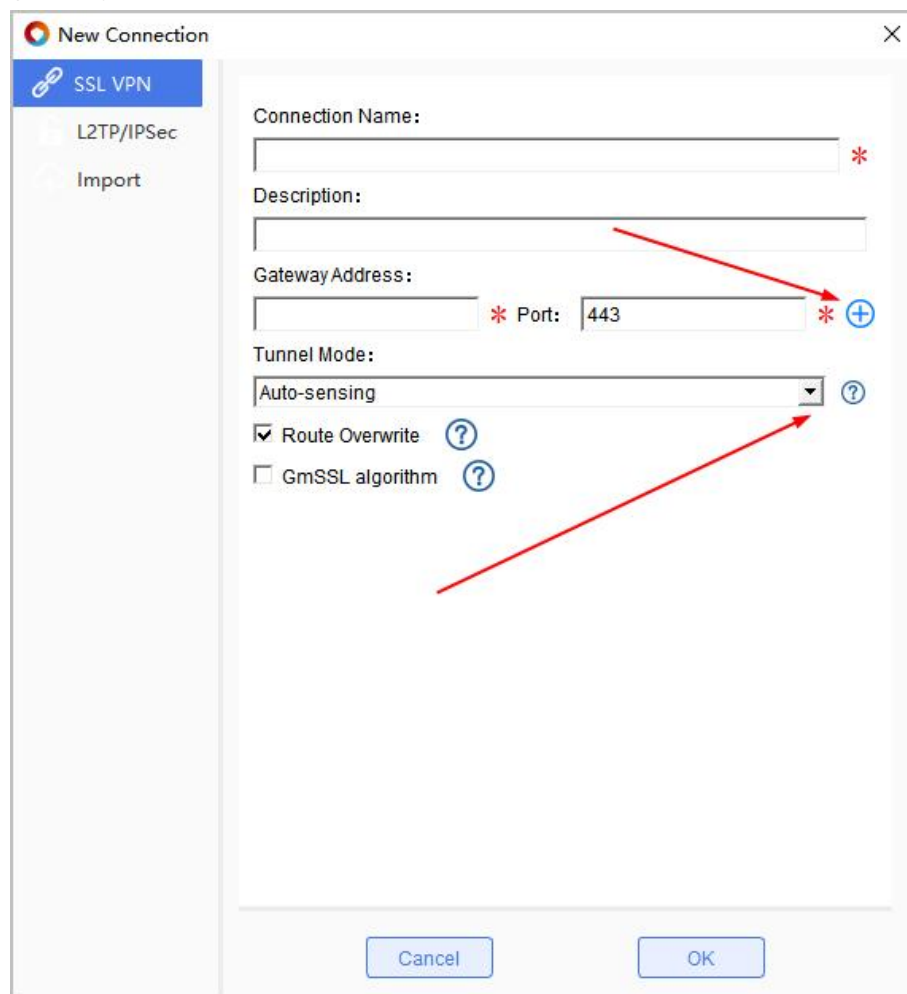 New Connection
SSL VPN
L2TP/IPSec
Import
Connection Name:
*
Description:
Gateway Address:
* Port: 443 *
Tunnel Mode:
Auto-sensing
Route Overwrite
GmSSL algorithm
Cancel
OK